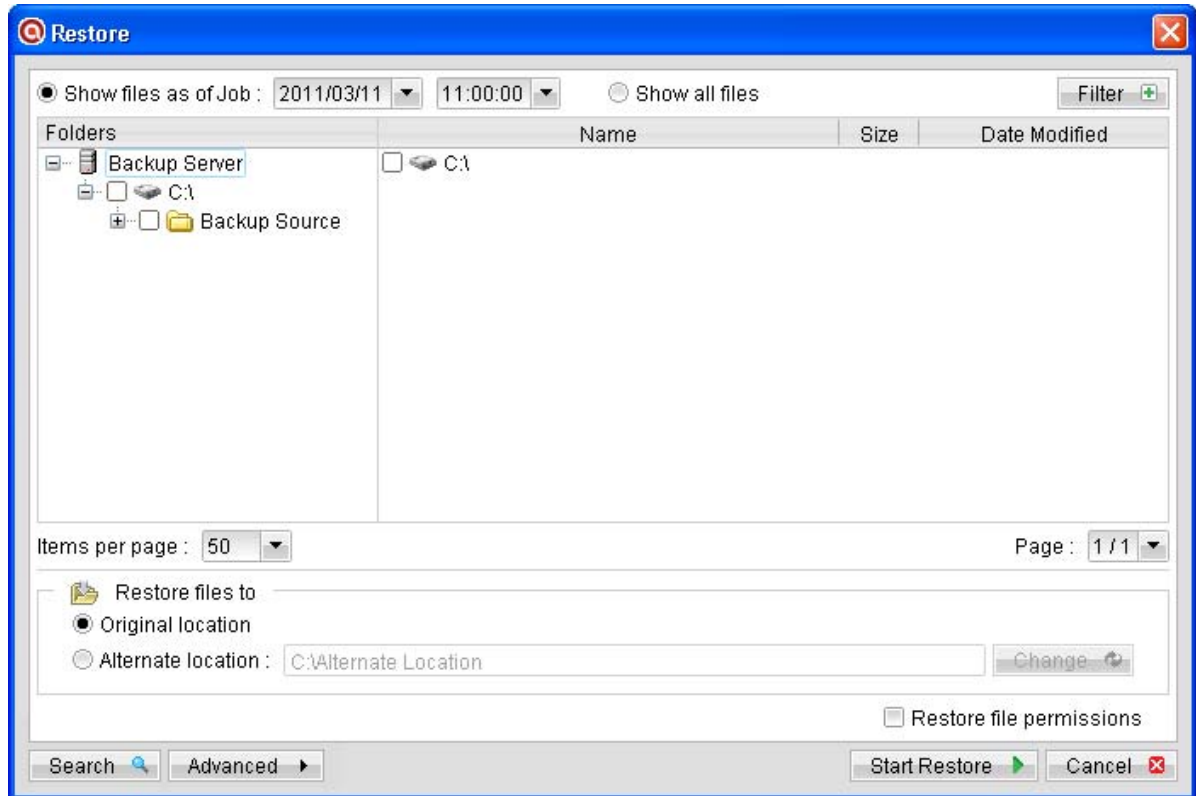 Restore
Show files as of Job : 2011/03/11 11:00:00 Show all files Filter
Folders Name Size Date Modified
Backup Server C:\
C:\
Backup Source
Items per page : 50 Page : 1 / 1
Restore files to
Original location
Alternate location : C:\Alternate Location Change
Restore file permissions
Search Advanced Start Restore Cancel